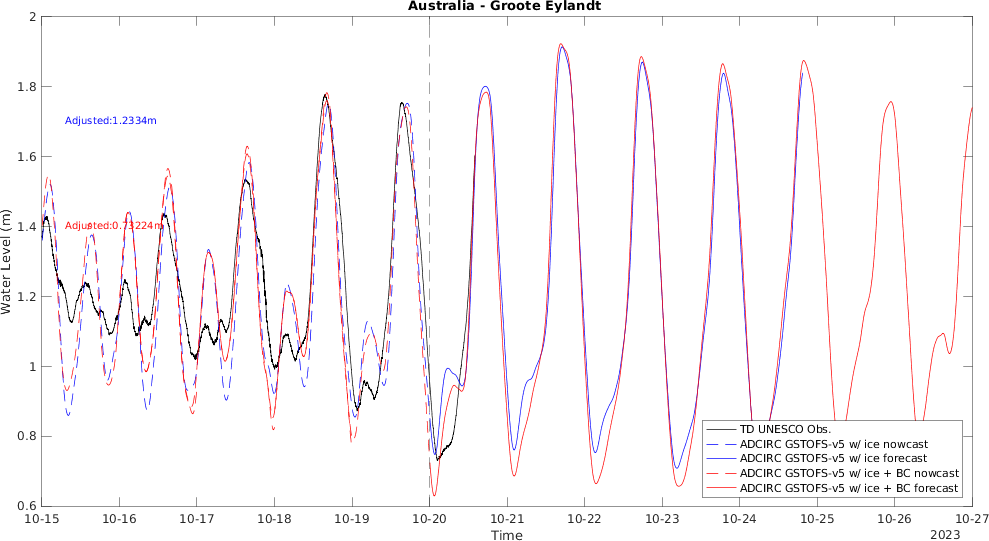 Australia - Groote Eylandt
2
1.8
1.6
1.4
1.2
1
0.8
0.6
Water Level (m)
Adjusted:1.2334m
Adjusted:0.73224m
TD UNESCO Obs.
ADCIRC GSTOFS-v5 w/ ice nowcast
ADCIRC GSTOFS-v5 w/ ice forecast
ADCIRC GSTOFS-v5 w/ ice + BC nowcast
ADCIRC GSTOFS-v5 w/ ice + BC forecast
10-15 10-16 10-17 10-18 10-19 10-20 10-21 10-22 10-23 10-24 10-25 10-26 10-27
Time
2023